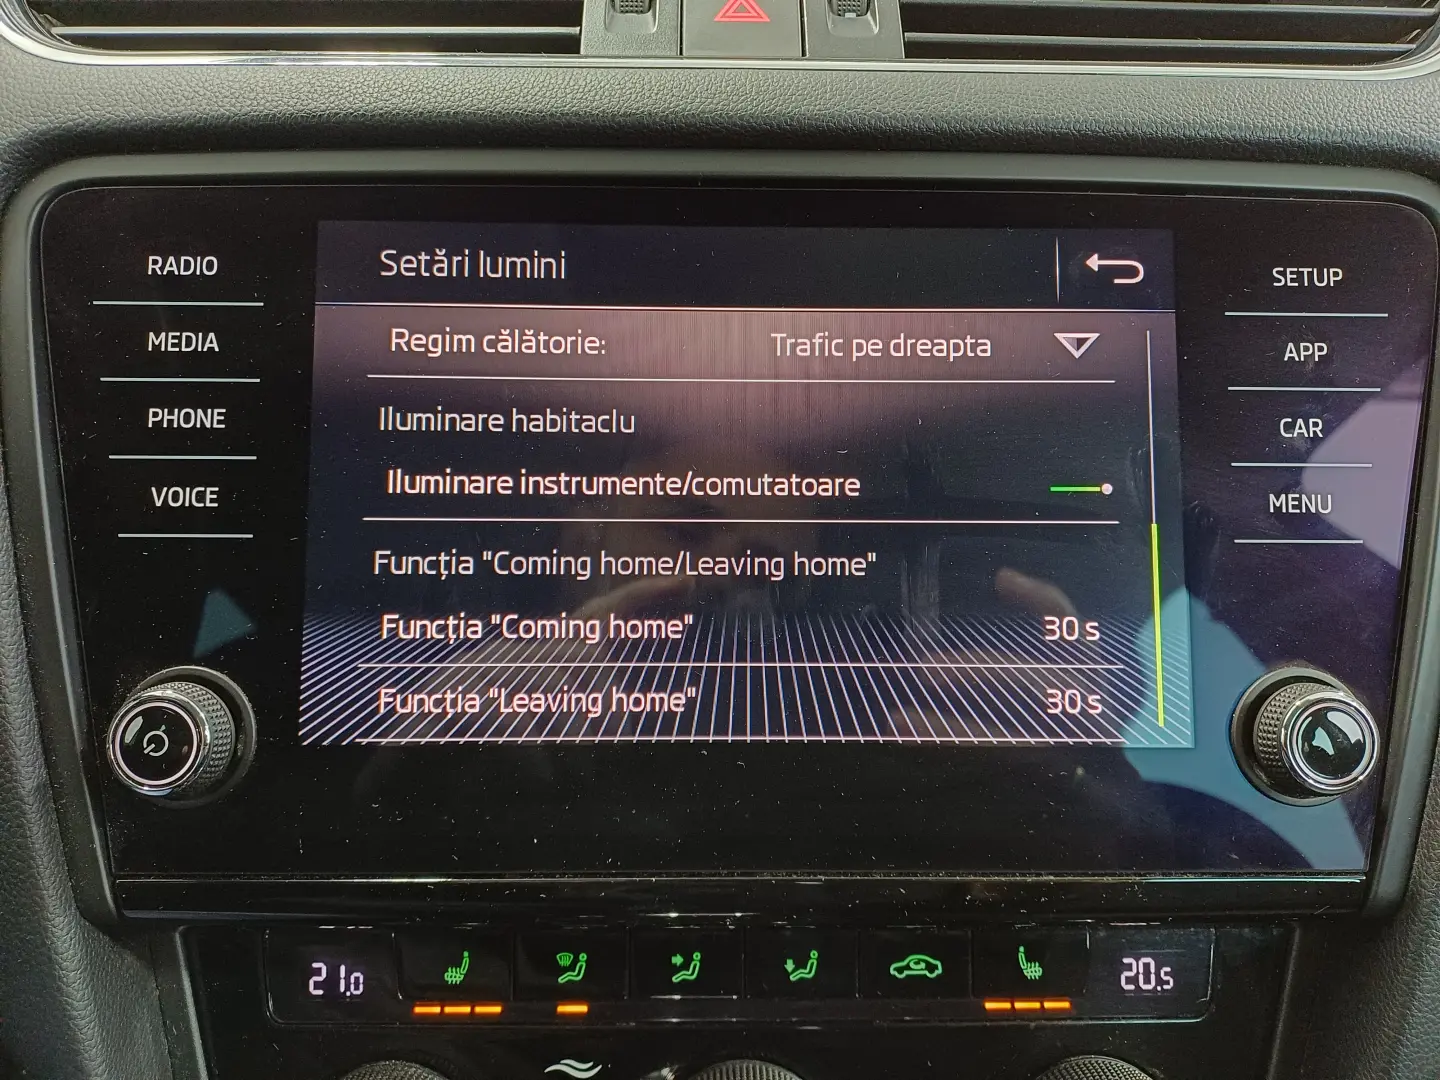 RADIO
MEDIA
PHONE
VOICE
Setări lumini
Regim călătorie: Trafic pe dreapta
Iluminare habitaclu
Iluminare instrumente/comutatoare
Funcția "Coming home/Leaving home"
Funcția "Coming home" 30 s
Funcția "Leaving home" 30 s
SETUP
APP
CAR
MENU
21.0
20.5